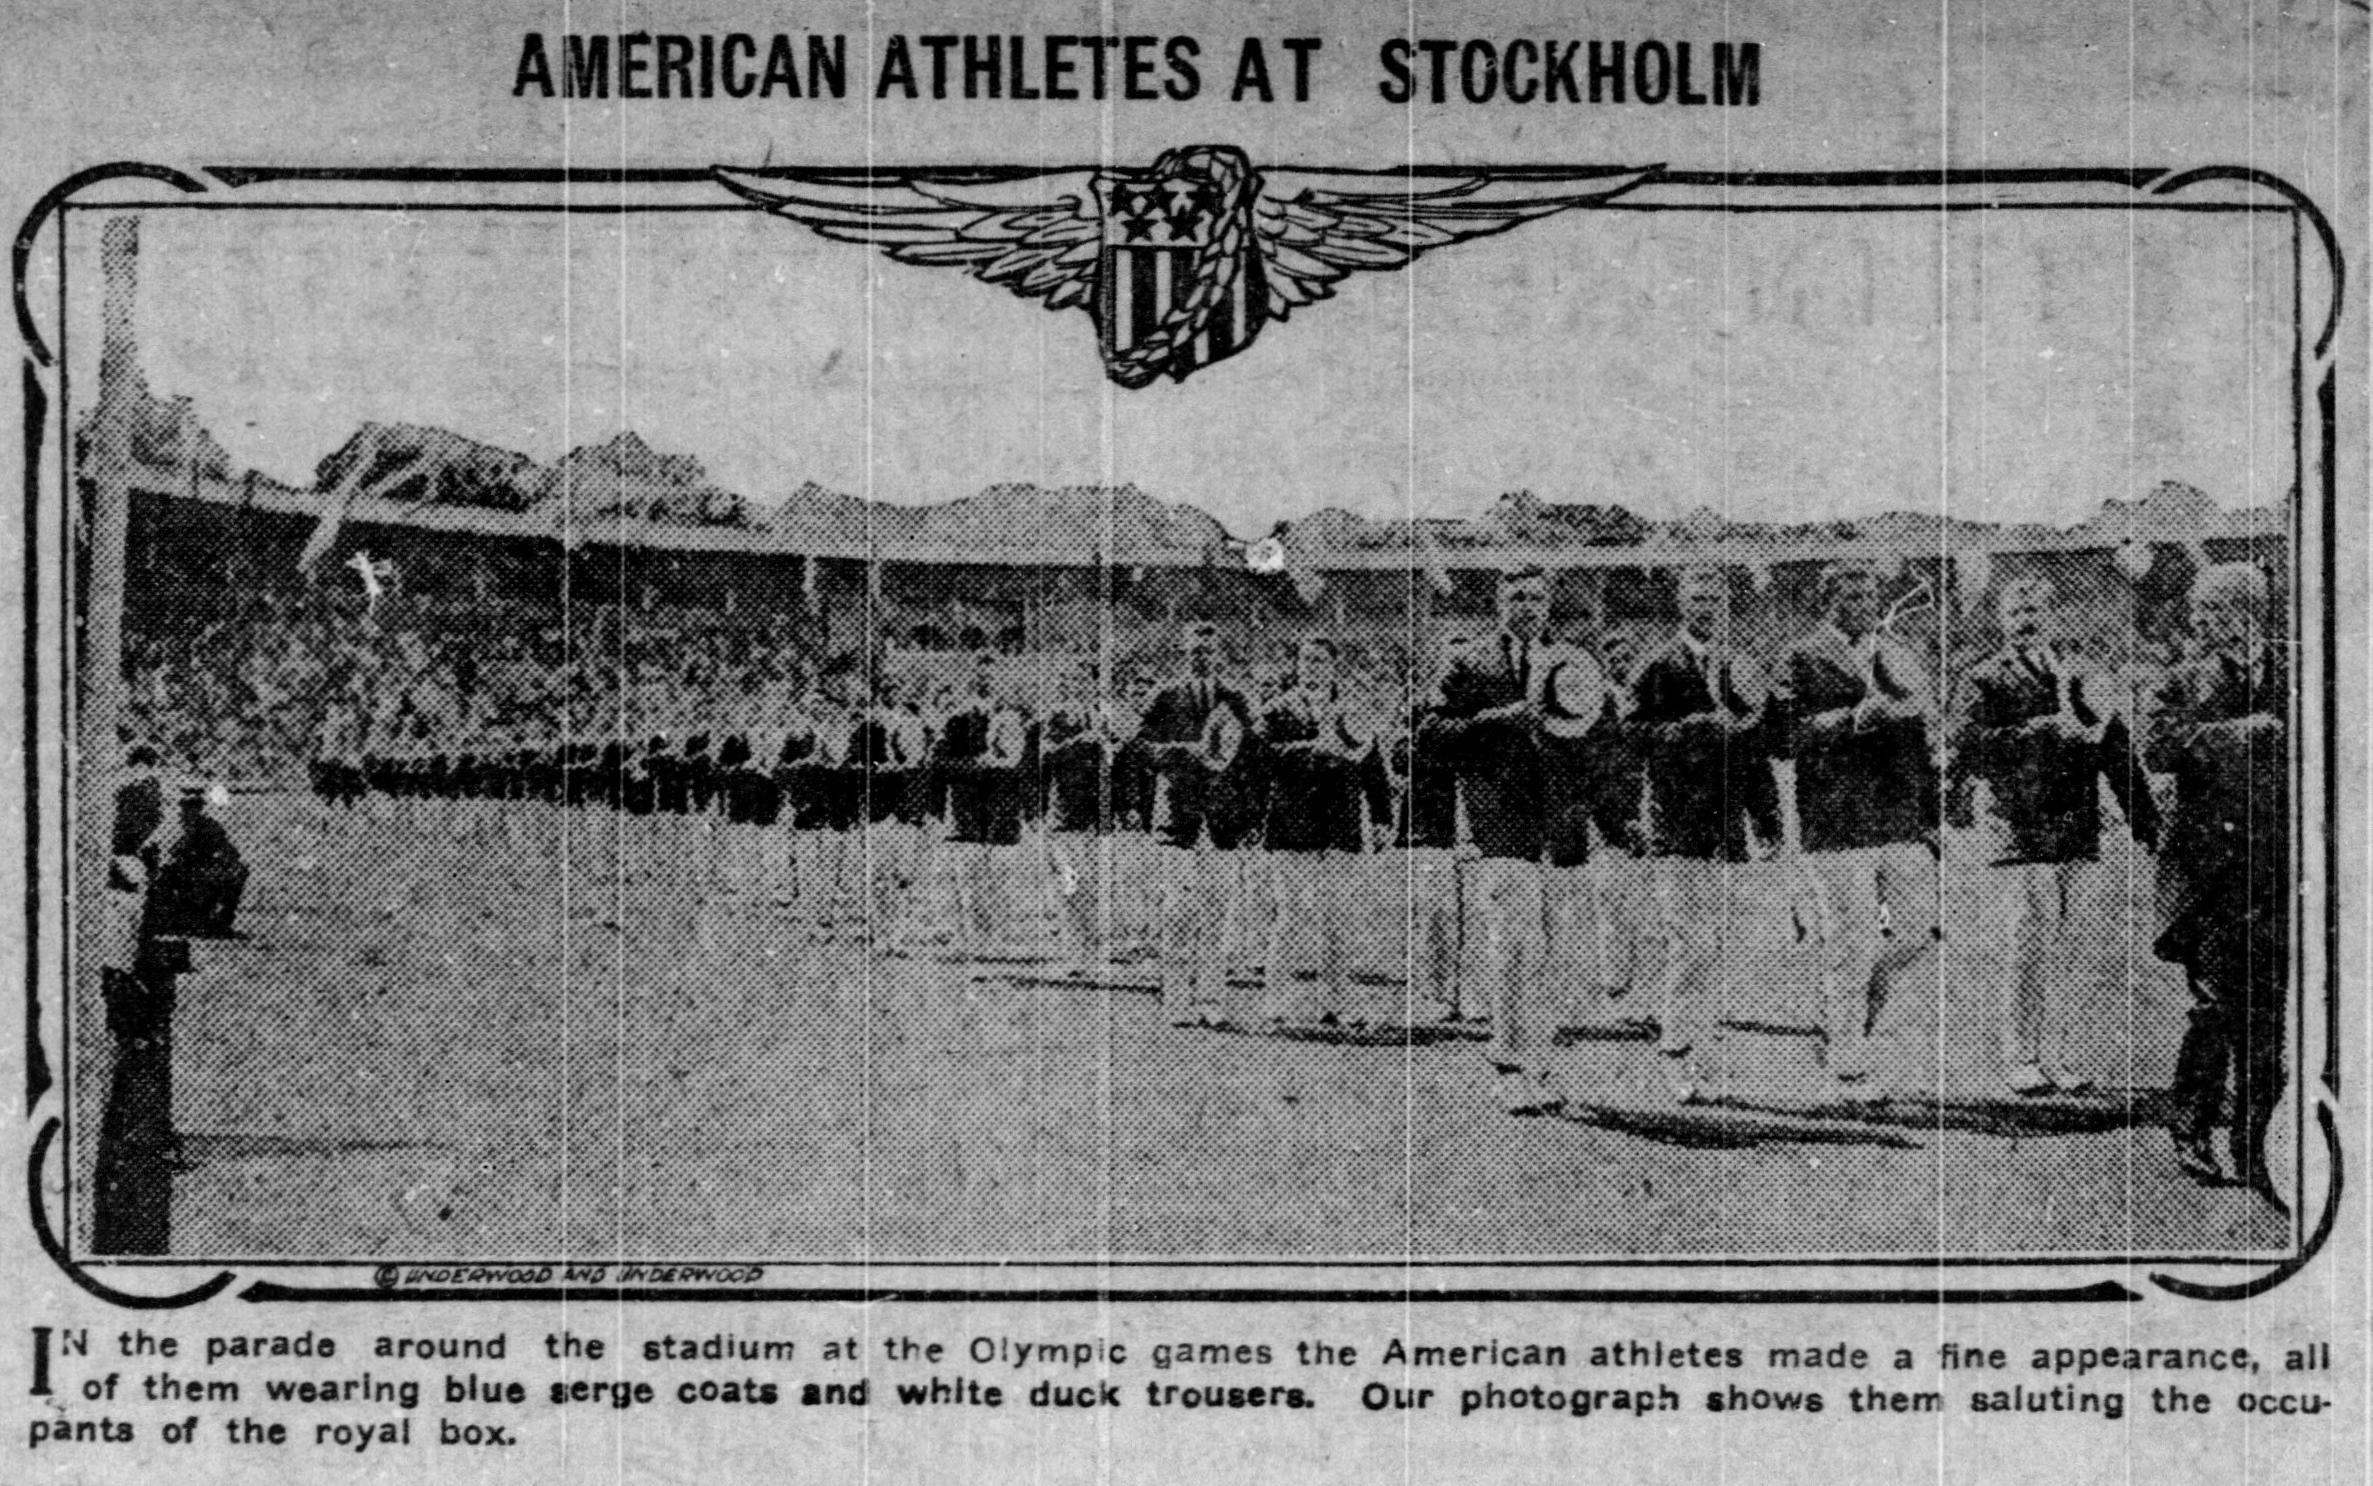 AMERICAN ATHLETES AT STOCKHOLM
© UNDERWOOD AND UNDERWOOD
IN the parade around the stadium at the Olympic games the American athletes made a fine appearance, all
of them wearing blue serge coats and white duck trousers. Our photograph shows them saluting the occu-
pants of the royal box.